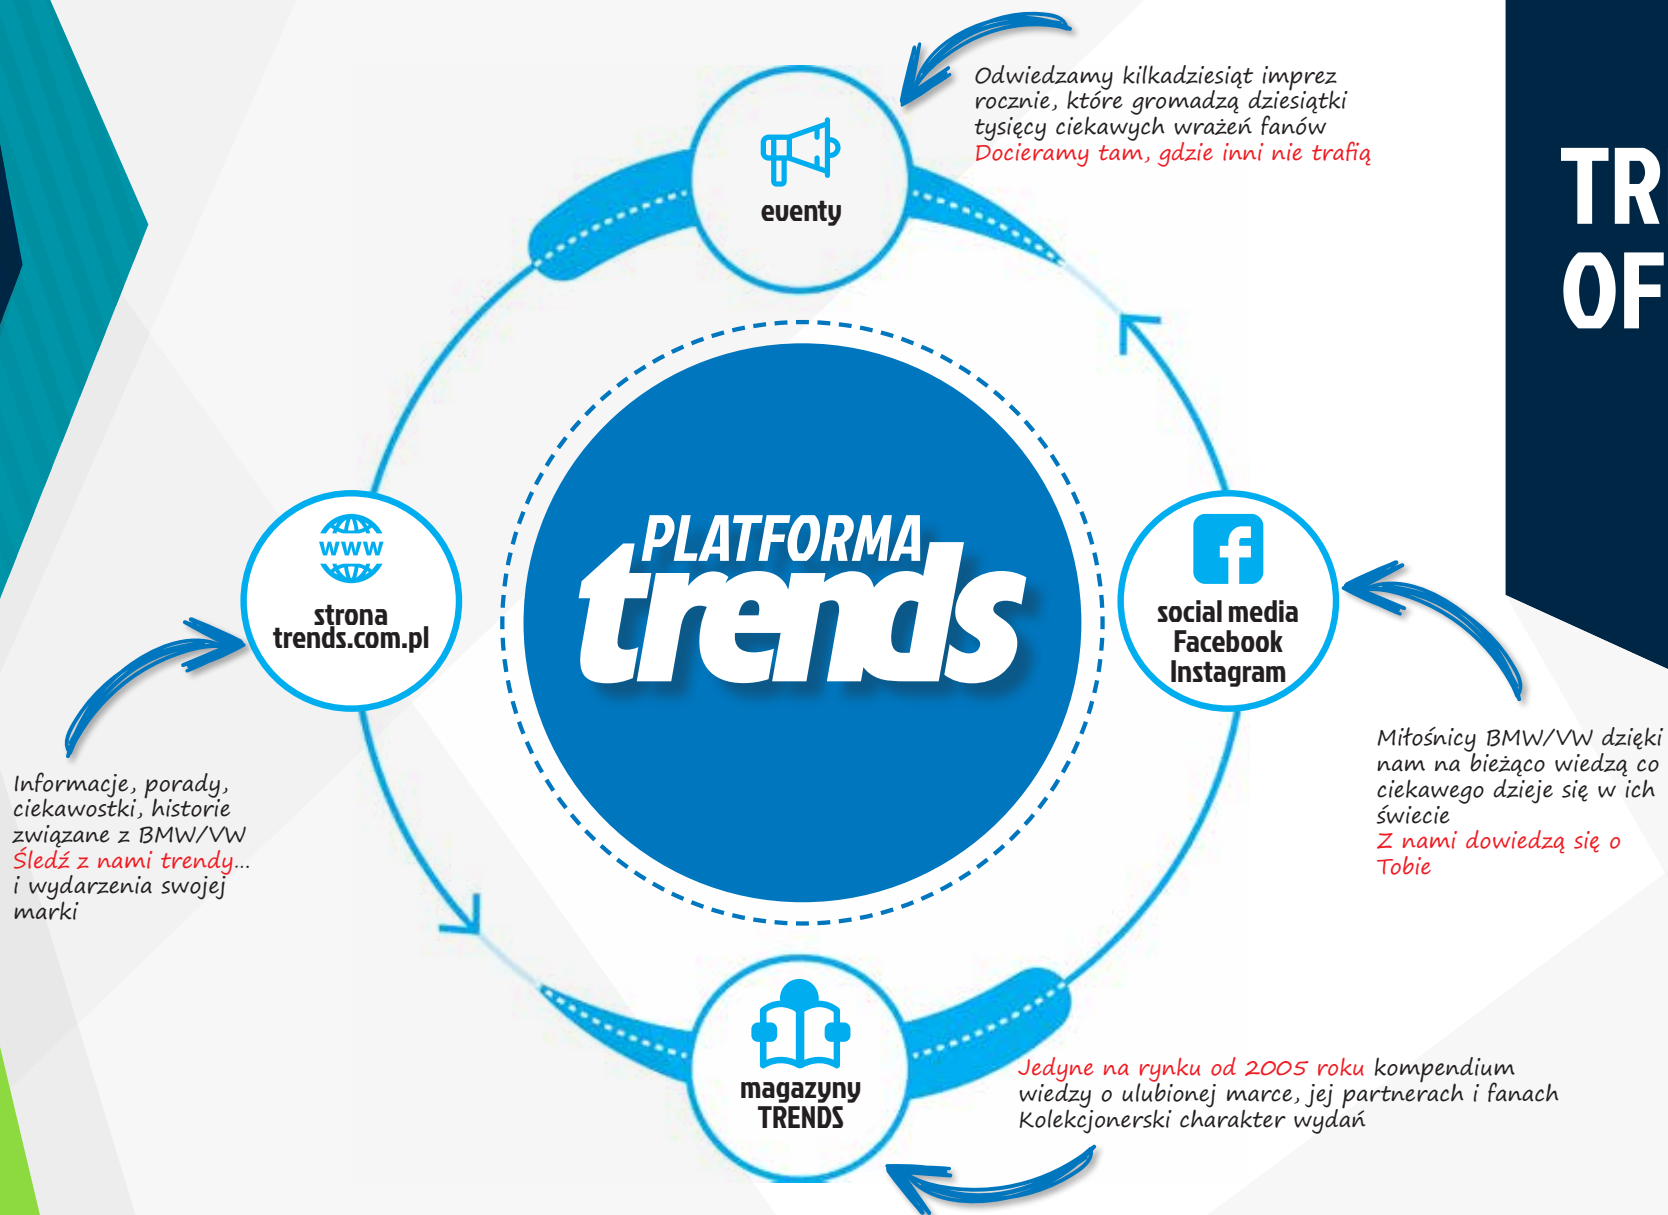 Odwiedzamy kilkadziesiąt imprez
rocznie, które gromadzą dziesiątki
tysięcy ciekawych wrażeń fanów
Docieramy tam, gdzie inni nie trafią
eventy
TR
OF
PLATFORMA
trends
www
strona
trends.com.pl
social media
Facebook
Instagram
Miłośnicy BMW/VW dzięki
nam na bieżąco wiedzą co
ciekawego dzieje się w ich
świecie
Z nami dowiedzą się o
Tobie
Informacje, porady,
ciekawostki, historie
związane z BMW/VW
Śledź z nami trendy...
i wydarzenia swojej
marki
magazyny
TRENDS
Jedyne na rynku od 2005 roku kompendium
wiedzy o ulubionej marce, jej partnerach i fanach
Kolekcjonerski charakter wydań